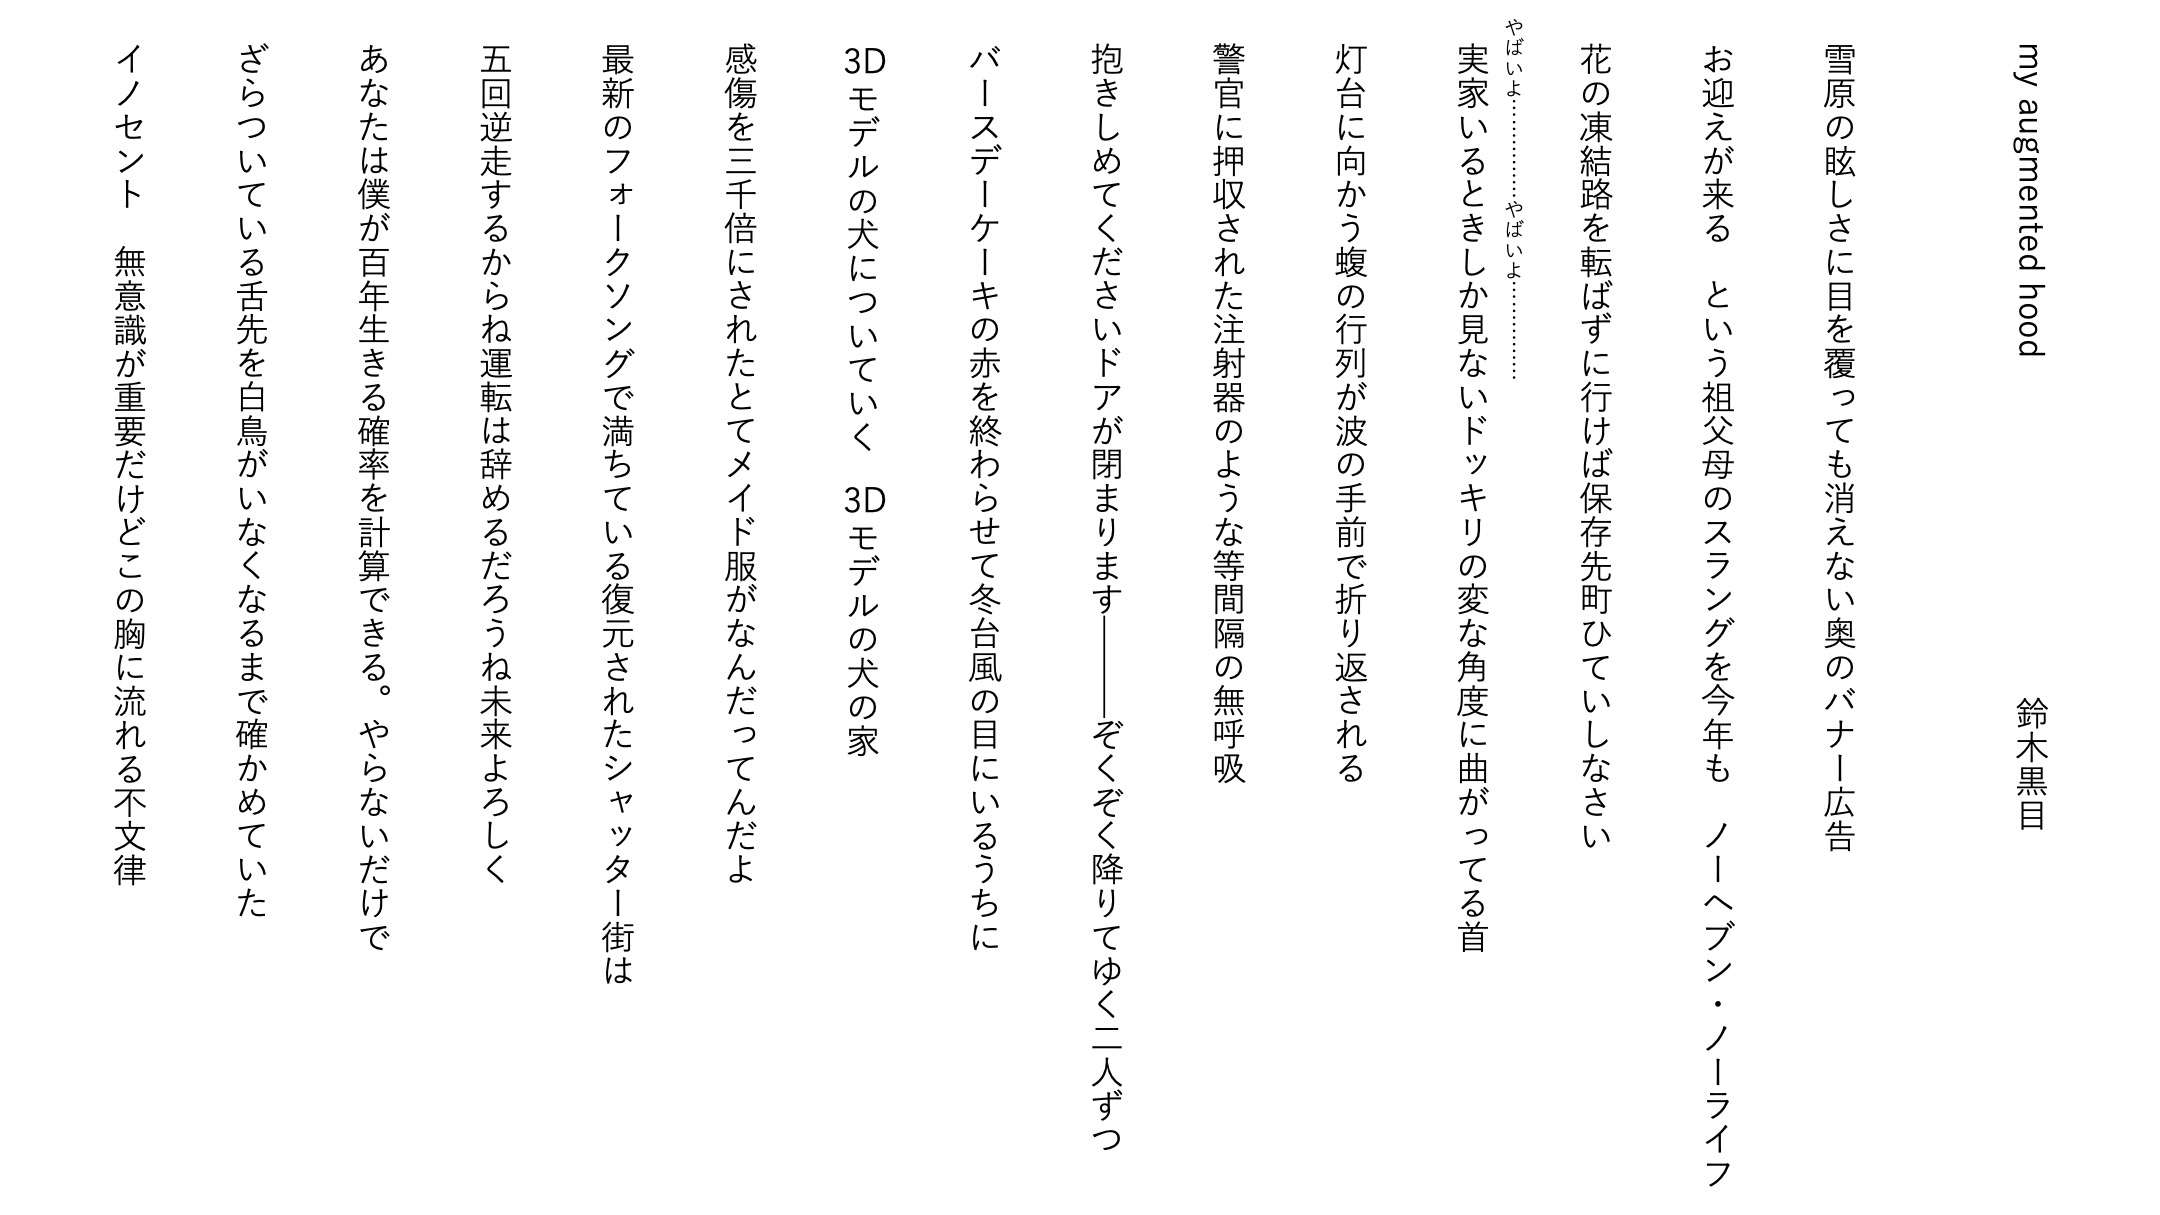 my augmented hood　鈴木黒目
雪原の眩しさに目を覆っても消えない奥のバナー広告
お迎えが来る　という祖父母のスラングを今年も　ノーヘブン・ノーライフ
花の凍結路を転ばずに行けば保存先町ひていしなさい
やばいよ……………やばいよ……………
実家いるときしか見ないドッキリの変な角度に曲がってる首
灯台に向かう蝮の行列が波の手前で折り返される
警官に押収された注射器のような等間隔の無呼吸
抱きしめてくださいドアが閉まります―――ぞくぞく降りてゆく二人ずつ
バースデーケーキの赤を終わらせて冬台風の目にいるうちに
3Dモデルの犬についていく　3Dモデルの犬の家
感傷を三千倍にされたとてメイド服がなんだってんだよ
最新のフォークソングで満ちている復元されたシャッター街は
五回逆走するからね運転は辞めるだろうね未来よろしく
あなたは僕が百年生きる確率を計算できる。やらないだけで
ざらついている舌先を白鳥がいなくなるまで確かめていた
イノセント　無意識が重要だけどこの胸に流れる不文律